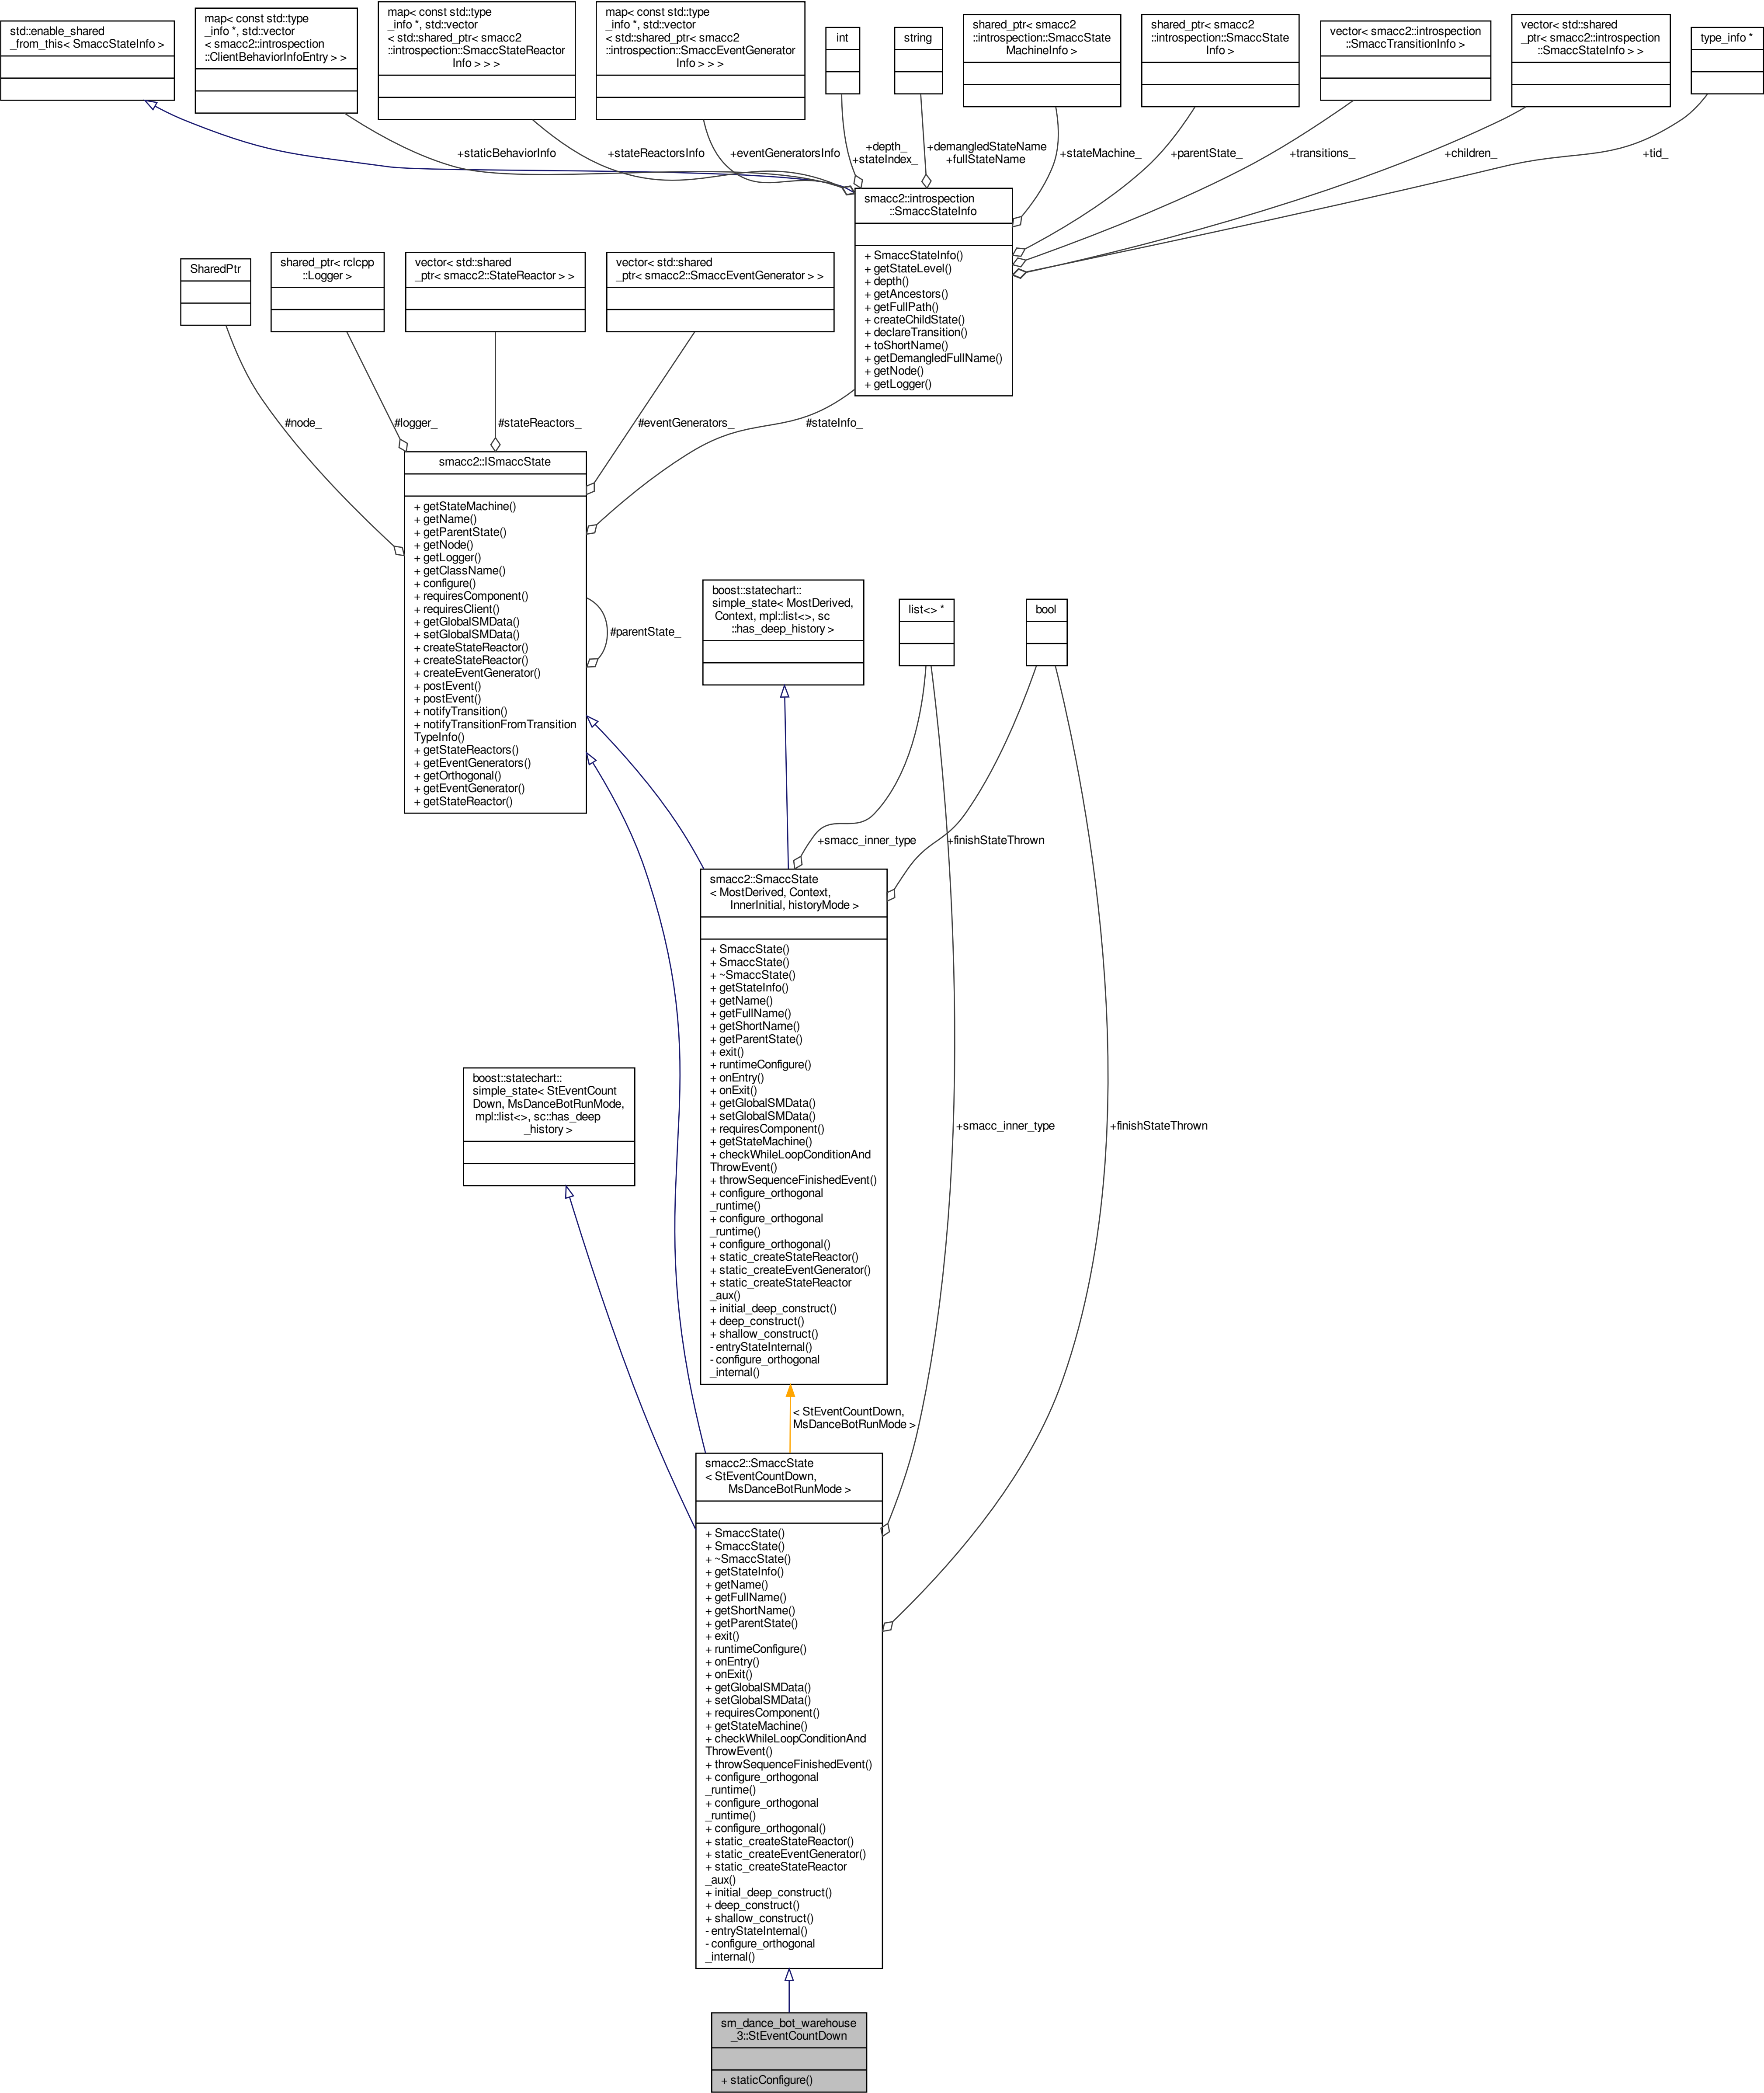 std::enable_shared
_from_this< SmaccStateInfo >
map< const std::type
_info *, std::vector
< smacc2::introspection
::ClientBehaviorInfoEntry > >
map< const std::type
_info *, std::vector
< std::shared_ptr< smacc2
::introspection::SmaccStateReactor
Info > > >
map< const std::type
_info *, std::vector
< std::shared_ptr< smacc2
::introspection::SmaccEventGenerator
Info > > >
int
string
shared_ptr< smacc2
::introspection::SmaccState
MachineInfo >
shared_ptr< smacc2
::introspection::SmaccState
Info >
vector< smacc2::introspection
::SmaccTransitionInfo >
vector< std::shared
_ptr< smacc2::introspection
::SmaccStateInfo > >
type_info *
+staticBehaviorInfo
+stateReactorsInfo
+eventGeneratorsInfo
+depth_
+stateIndex_
+demangledStateName
+fullStateName
+stateMachine_
+parentState_
+transitions_
+children_
+tid_
smacc2::introspection
::SmaccStateInfo
+ SmaccStateInfo()
+ getStateLevel()
+ depth()
+ getAncestors()
+ getFullPath()
+ createChildState()
+ declareTransition()
+ toShortName()
+ getDemangledFullName()
+ getNode()
+ getLogger()
SharedPtr
shared_ptr< rclcpp
::Logger >
vector< std::shared
_ptr< smacc2::StateReactor > >
vector< std::shared
_ptr< smacc2::SmaccEventGenerator > >
#node_
#logger_
#stateReactors_
#eventGenerators_
#stateInfo_
smacc2::ISmaccState
+ getStateMachine()
+ getName()
+ getParentState()
+ getNode()
+ getLogger()
+ getClassName()
+ configure()
+ requiresComponent()
+ requiresClient()
+ getGlobalSMData()
+ setGlobalSMData()
+ createStateReactor()
+ createStateReactor()
+ createEventGenerator()
+ postEvent()
+ postEvent()
+ notifyTransition()
+ notifyTransitionFromTransition
TypeInfo()
+ getStateReactors()
+ getEventGenerators()
+ getOrthogonal()
+ getEventGenerator()
+ getStateReactor()
#parentState_
boost::statechart::
simple_state< MostDerived,
Context, mpl::list<>, sc
::has_deep_history >
list<> *
bool
+smacc_inner_type
+finishStateThrown
smacc2::SmaccState
< MostDerived, Context,
InnerInitial, historyMode >
+ SmaccState()
+ SmaccState()
+ ~SmaccState()
+ getStateInfo()
+ getName()
+ getFullName()
+ getShortName()
+ getParentState()
+ exit()
+ runtimeConfigure()
+ onEntry()
+ onExit()
+ getGlobalSMData()
+ setGlobalSMData()
+ requiresComponent()
+ getStateMachine()
+ checkWhileLoopConditionAnd
ThrowEvent()
+ throwSequenceFinishedEvent()
+ configure_orthogonal
_runtime()
+ configure_orthogonal
_runtime()
+ configure_orthogonal()
+ static_createStateReactor()
+ static_createEventGenerator()
+ static_createStateReactor
_aux()
+ initial_deep_construct()
+ deep_construct()
+ shallow_construct()
- entryStateInternal()
- configure_orthogonal
_internal()
boost::statechart::
simple_state< StEventCount
Down, MsDanceBotRunMode,
mpl::list<>, sc::has_deep
_history >
+smacc_inner_type
+finishStateThrown
< StEventCountDown,
MsDanceBotRunMode >
smacc2::SmaccState
< StEventCountDown,
MsDanceBotRunMode >
+ SmaccState()
+ SmaccState()
+ ~SmaccState()
+ getStateInfo()
+ getName()
+ getFullName()
+ getShortName()
+ getParentState()
+ exit()
+ runtimeConfigure()
+ onEntry()
+ onExit()
+ getGlobalSMData()
+ setGlobalSMData()
+ requiresComponent()
+ getStateMachine()
+ checkWhileLoopConditionAnd
ThrowEvent()
+ throwSequenceFinishedEvent()
+ configure_orthogonal
_runtime()
+ configure_orthogonal
_runtime()
+ configure_orthogonal()
+ static_createStateReactor()
+ static_createEventGenerator()
+ static_createStateReactor
_aux()
+ initial_deep_construct()
+ deep_construct()
+ shallow_construct()
- entryStateInternal()
- configure_orthogonal
_internal()
sm_dance_bot_warehouse
_3::StEventCountDown
+ staticConfigure()